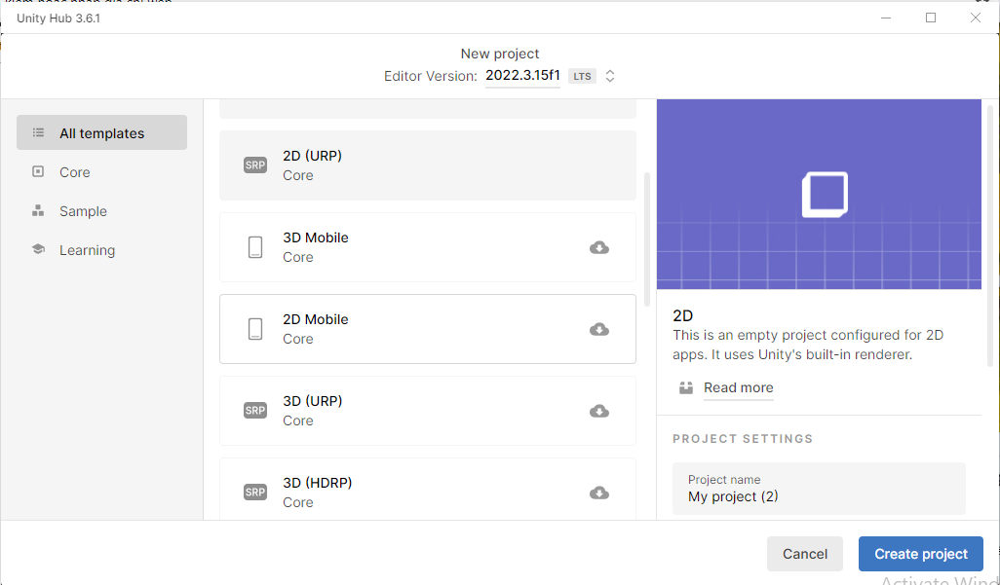 Unity Hub 3.6.1
New project
Editor Version: 2022.3.15f1 LTS
All templates
Core
Sample
Learning
SRP
2D (URP)
Core
3D Mobile
Core
2D Mobile
Core
SRP
3D (URP)
Core
SRP
3D (HDRP)
Core
2D
This is an empty project configured for 2D
apps. It uses Unity's built-in renderer.
Read more
PROJECT SETTINGS
Project name
My project (2)
Cancel
Create project
Activate Wind